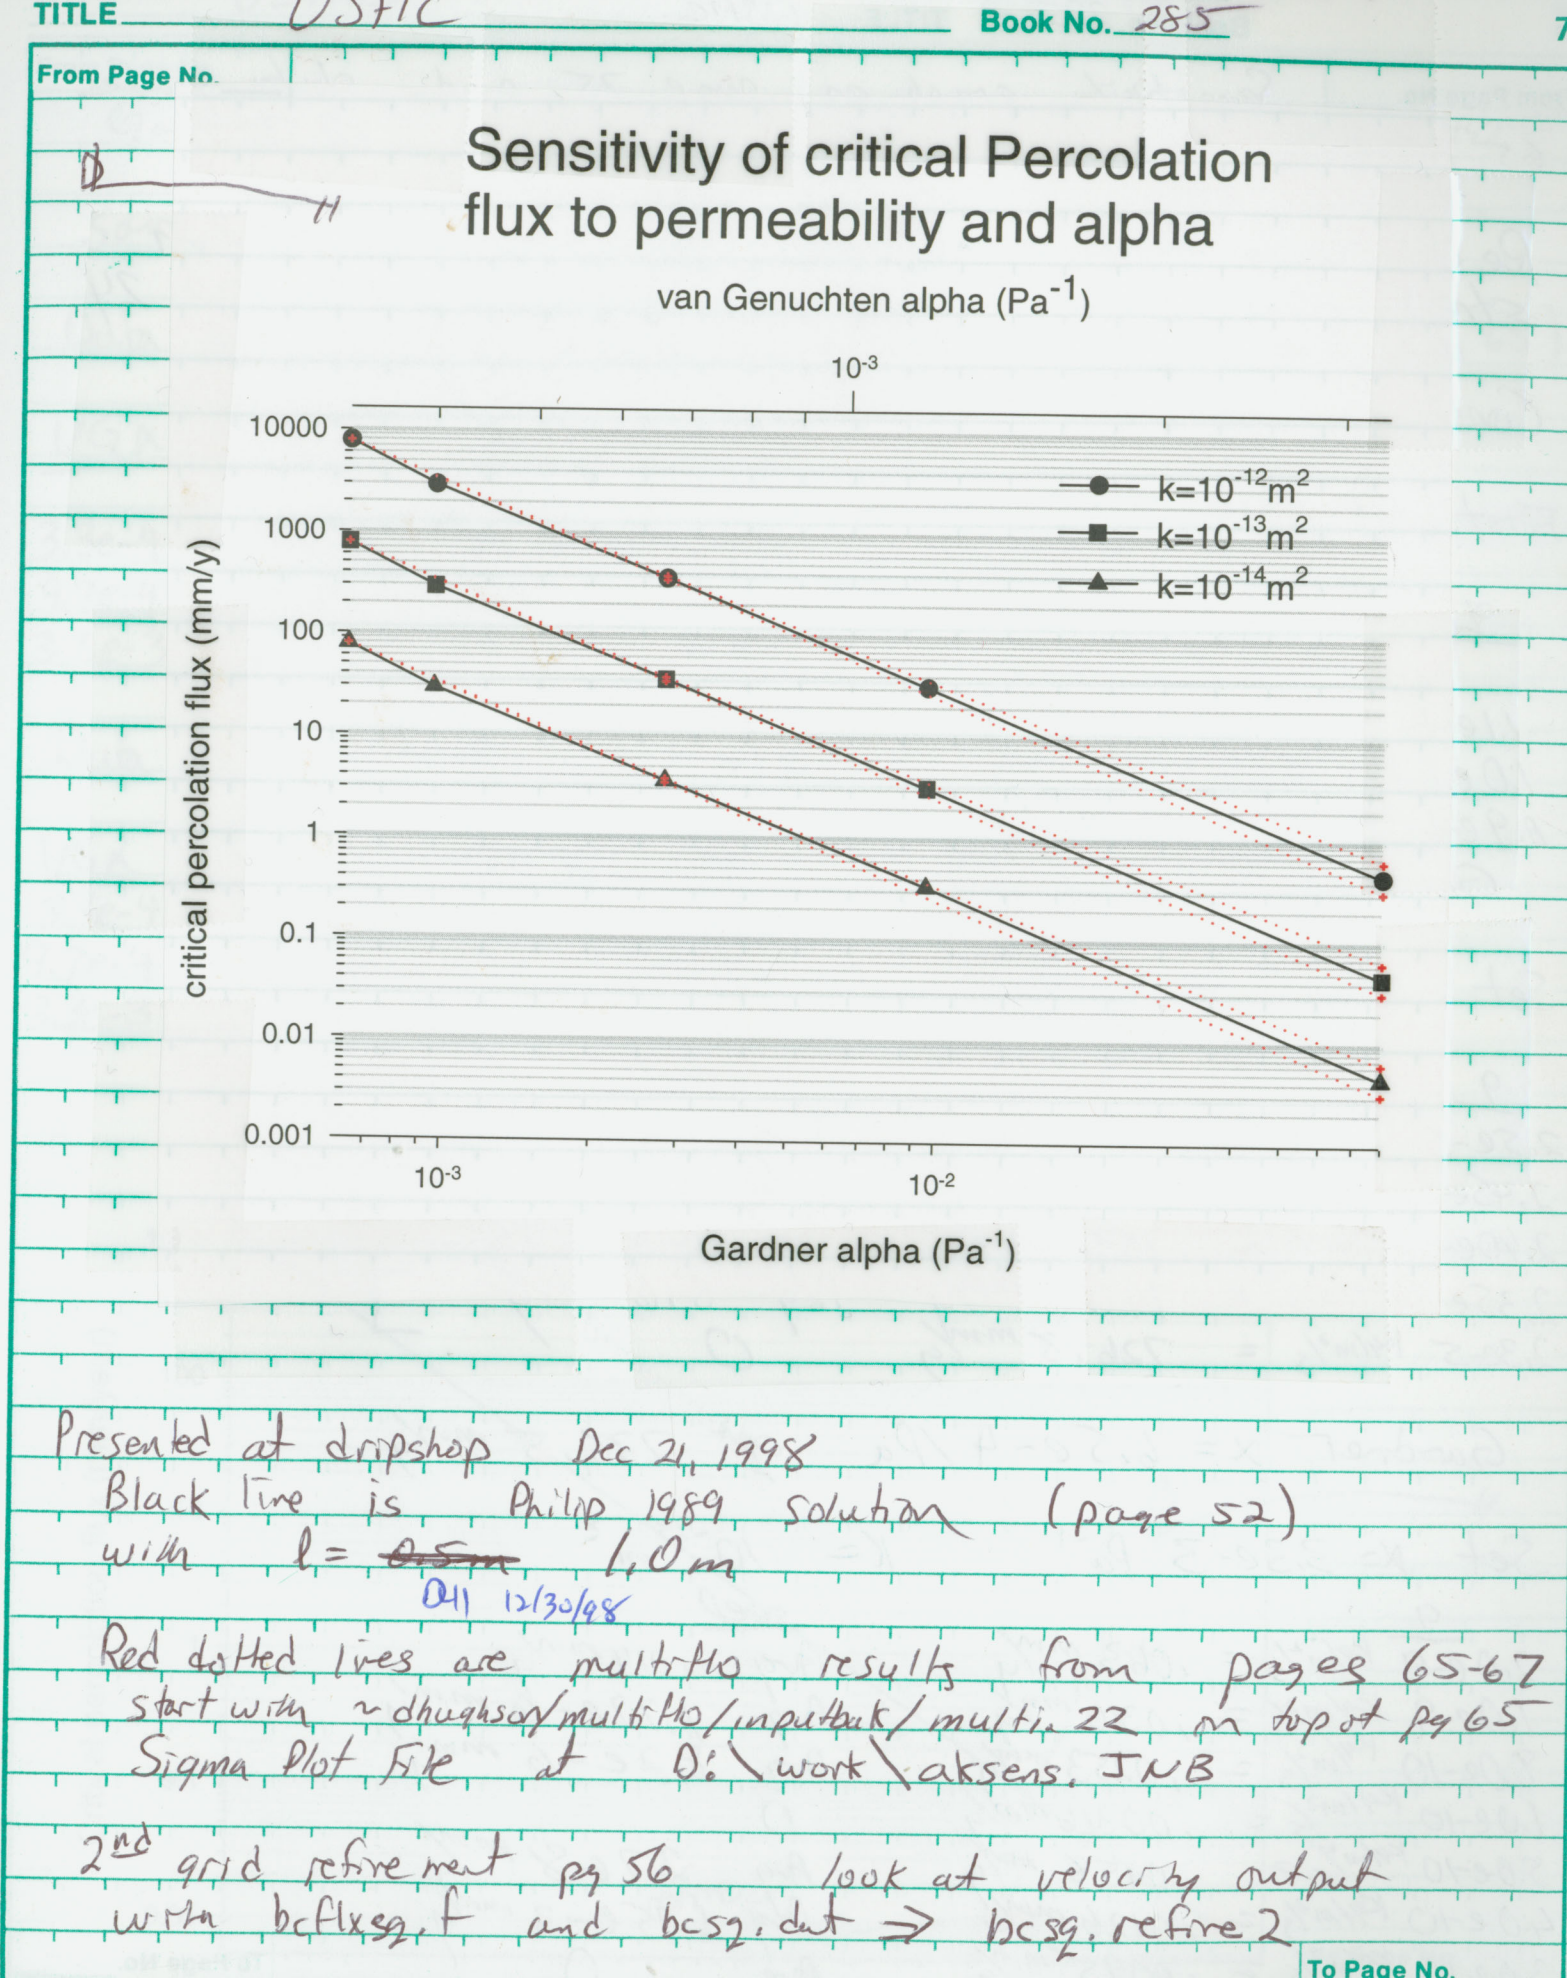 TITLE USFIC Book No. 285 7
From Page No.
DH
Sensitivity of critical Percolation
flux to permeability and alpha
van Genuchten alpha (Pa⁻¹)
10⁻³
10000
1000
100
10
1
0.1
0.01
0.001
critical percolation flux (mm/y)
k=10⁻¹²m²
k=10⁻¹³m²
k=10⁻¹⁴m²
10⁻³ 10⁻²
Gardner alpha (Pa⁻¹)
Presented at dripshop Dec 21, 1998
Black line is Philip 1989 solution (page 52)
with l = 0.5m 1.0m
DH 12/30/98
Red dotted lines are multiflo results from pages 65-67
start with ~dhughson/multiflo/inputbak/multi.22 on top of pg 65
Sigma Plot File at D:\work\aksens.JNB
2nd grid refinement pg 56 look at velocity output
with bcflxsq.f and bcsq.dat ⇒ bcsq.refine2
To Page No.